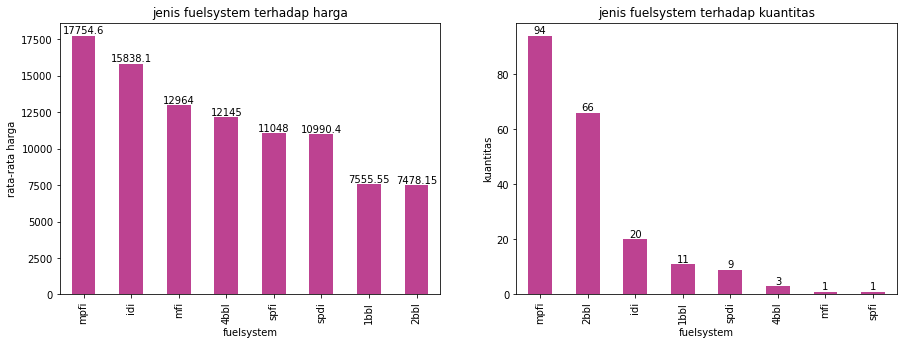 jenis fuelsystem terhadap harga
17754.6
15838.1
12964
12145
11048
10990.4
7555.55
7478.15
17500
15000
12500
10000
7500
5000
2500
0
rata-rata harga
mpfi
idi
mfi
4bbl
spfi
spdi
1bbl
2bbl
fuelsystem
jenis fuelsystem terhadap kuantitas
94
66
20
11
9
3
1
1
80
60
40
20
0
kuantitas
mpfi
2bbl
idi
1bbl
spdi
4bbl
mfi
spfi
fuelsystem